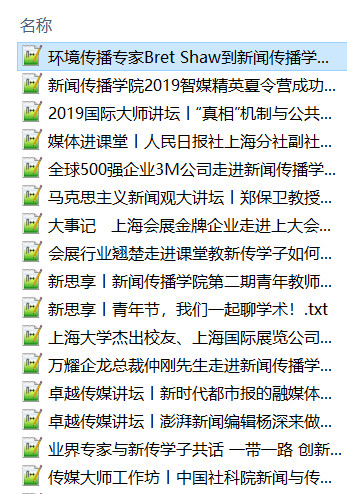 名称
环境传播专家Bret Shaw到新闻传播学...
新闻传播学院2019智媒精英夏令营成功...
2019国际大师讲坛丨“真相”机制与公共...
媒体进课堂丨人民日报社上海分社副社...
全球500强企业3M公司走进新闻传播学...
马克思主义新闻观大讲坛丨郑保卫教授...
大事记 上海会展金牌企业走进上大会...
会展行业翘楚走进课堂教新传学子如何...
新思享丨新闻传播学院第二期青年教师...
新思享丨青年节，我们一起聊学术！.txt
上海大学杰出校友、上海国际展览公司...
万耀企龙总裁仲刚先生走进新闻传播学...
卓越传媒讲坛丨新时代都市报的融媒体...
卓越传媒讲坛丨澎湃新闻编辑杨深来做...
业界专家与新传学子共话 一带一路 创新...
传媒大师工作坊丨中国社科院新闻与传...